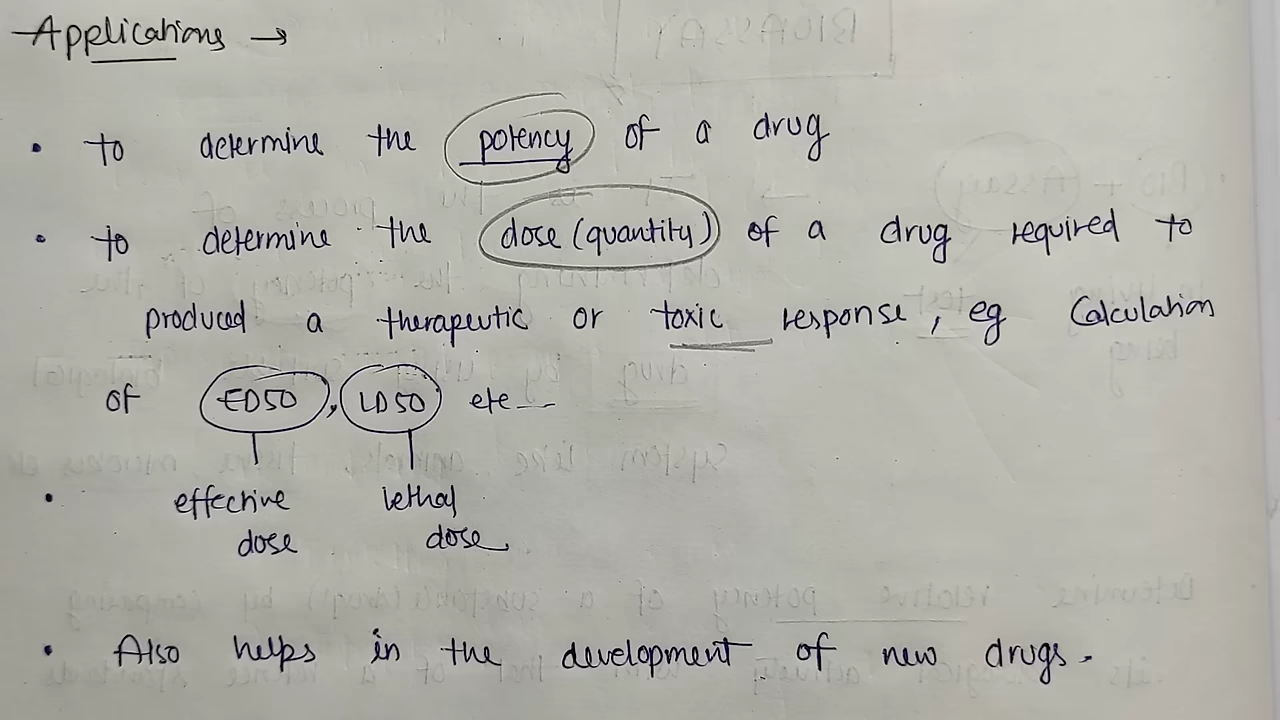 Applications →
• to determine the potency of a drug
• to determine the dose (quantity) of a drug required to
produced a therapeutic or toxic response, eg Calculation
of ED50, LD50 etc
• effective lethal
dose dose
• Also helps in the development of new drugs.